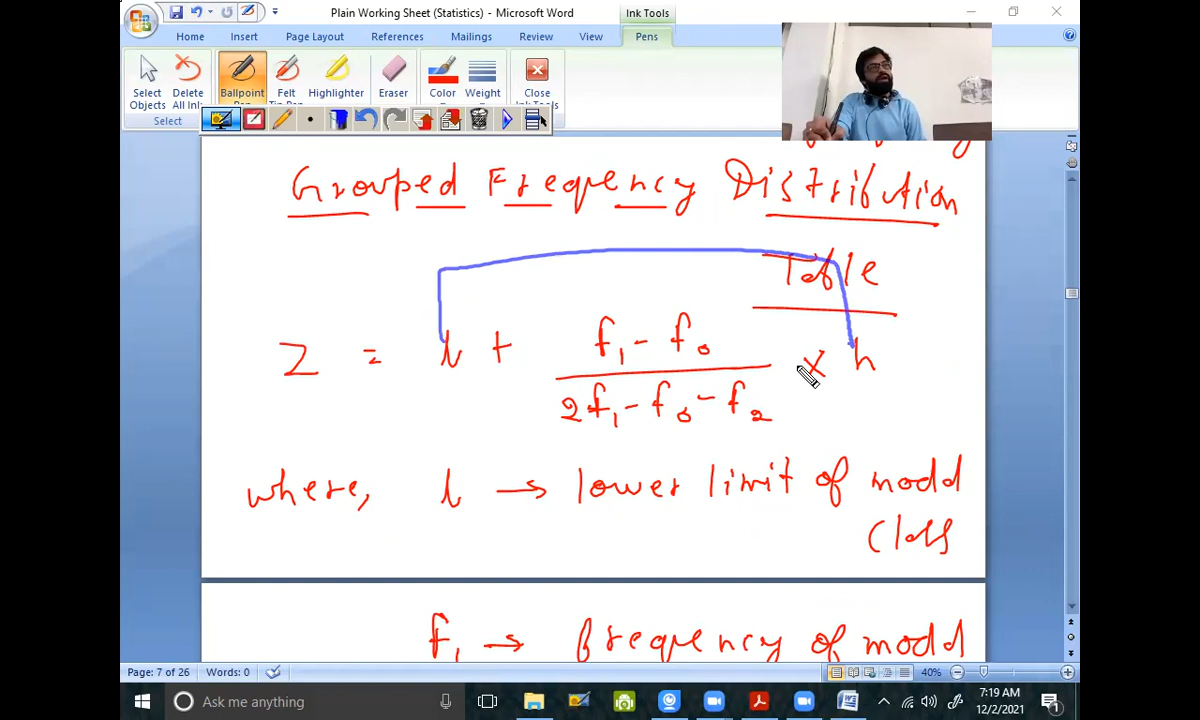 Plain Working Sheet (Statistics) - Microsoft Word
Ink Tools
Home Insert Page Layout References Mailings Review View Pens
Select Objects
Delete All Ink
Ballpoint Pen
Felt Tip Pen
Highlighter
Eraser
Color
Weight
Close Ink Tools
Select
Grouped Frequency Distribution
Table
Z = l + f₁ - f₀ / 2f₁ - f₀ - f₂ × h
where, l → lower limit of modal
class
f₁ → frequency of modal
Page: 7 of 26 Words: 0 40%
Ask me anything
7:19 AM
12/2/2021
1